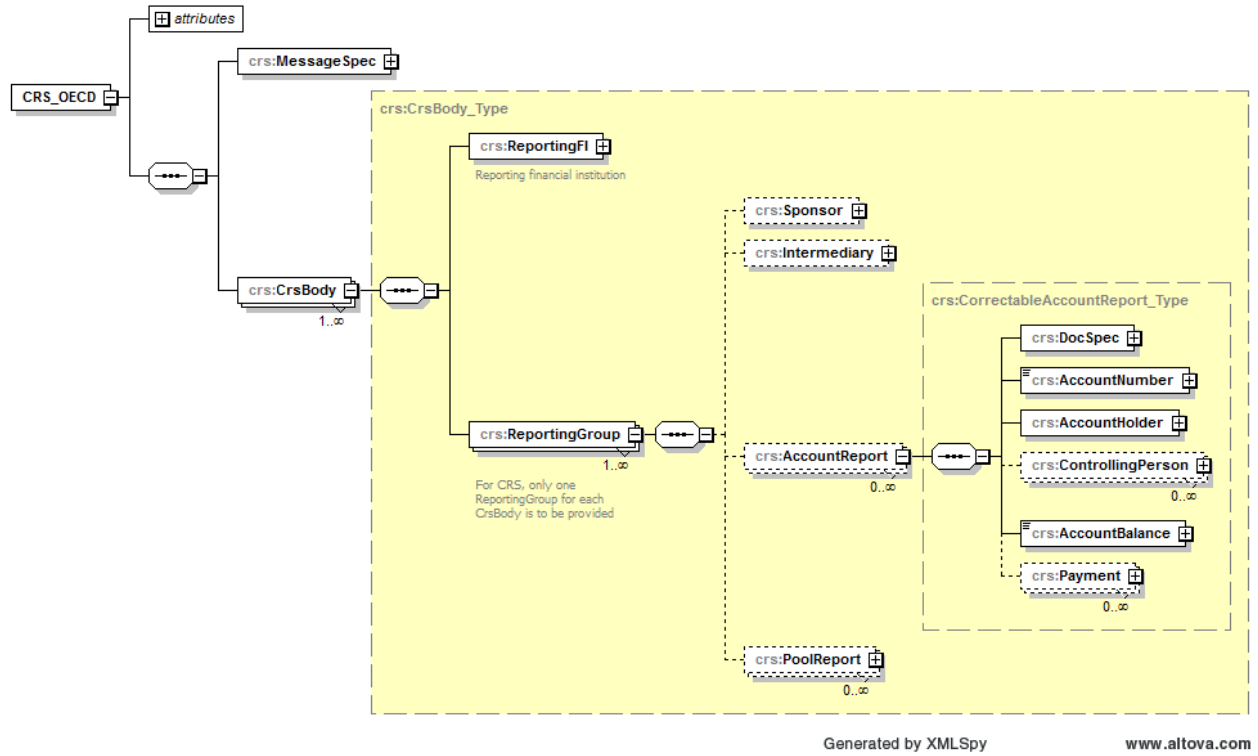 attributes
crs:MessageSpec
CRS_OECD
crs:CrsBody_Type
crs:ReportingFI
Reporting financial institution
crs:Sponsor
crs:Intermediary
crs:CrsBody
1..∞
crs:CorrectableAccountReport_Type
crs:DocSpec
crs:AccountNumber
crs:AccountHolder
crs:ReportingGroup
1..∞
For CRS, only one
ReportingGroup for each
CrsBody is to be provided
crs:AccountReport
0..∞
crs:ControllingPerson
0..∞
crs:AccountBalance
crs:Payment
0..∞
crs:PoolReport
0..∞
Generated by XMLSpy
www.altova.com